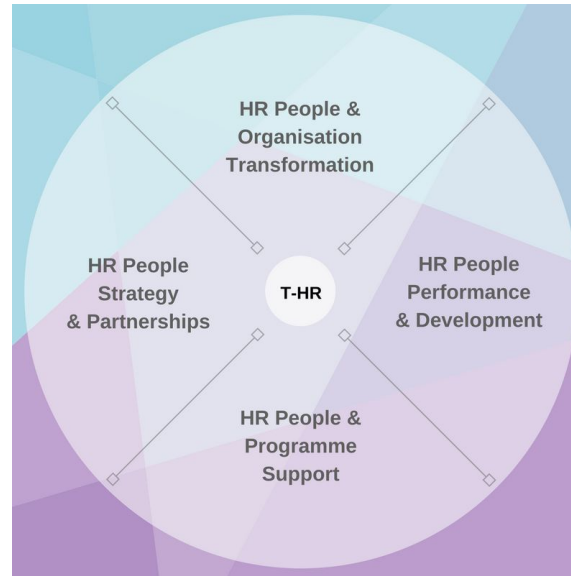 HR People &
Organisation
Transformation
HR People
Strategy
& Partnerships
T-HR
HR People
Performance
& Development
HR People &
Programme
Support